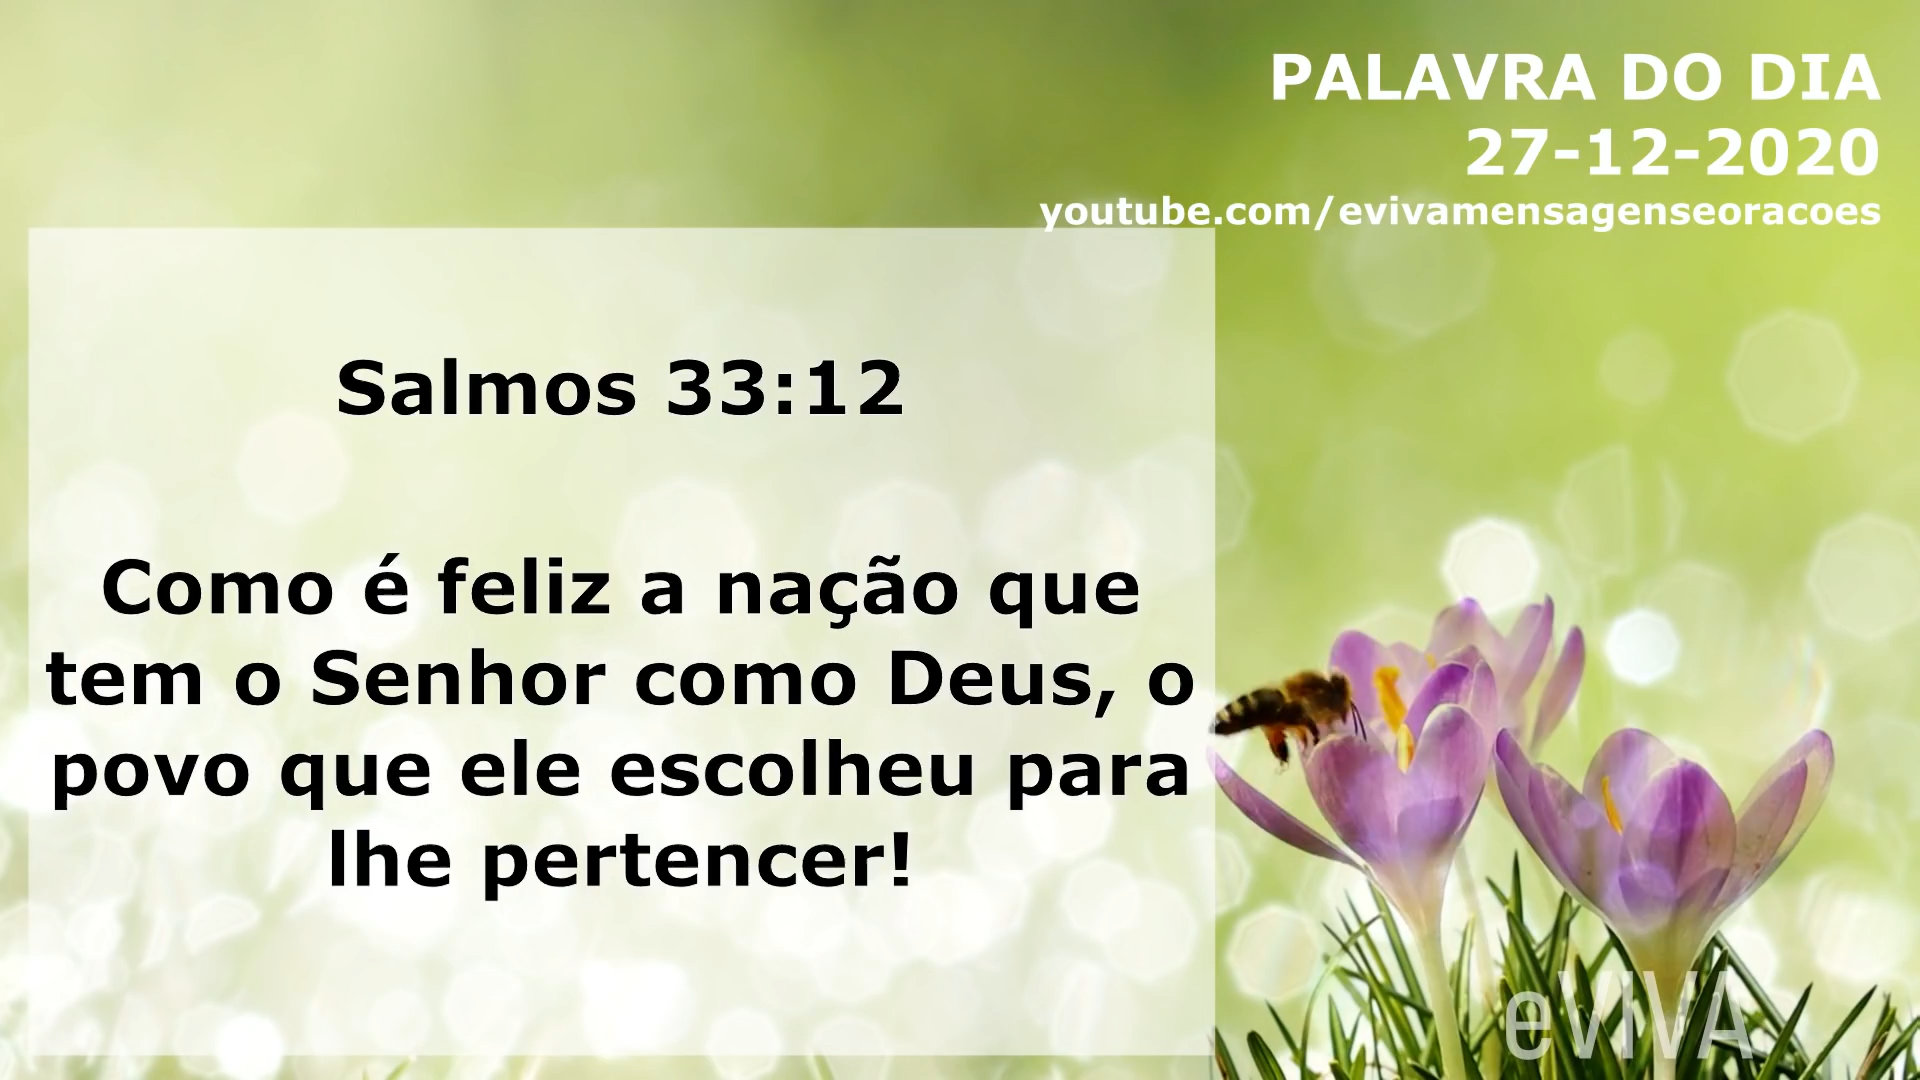 PALAVRA DO DIA
27-12-2020
youtube.com/evivamensagenseoracoes
Salmos 33:12
Como é feliz a nação que
tem o Senhor como Deus, o
povo que ele escolheu para
lhe pertencer!
eVIVA